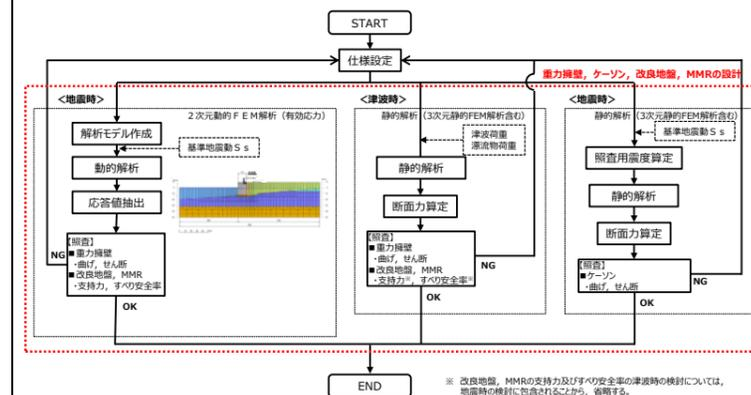 START
仕様設定
重力擁壁，ケーソン，改良地盤，MMRの設計
＜地震時＞
２次元動的ＦＥＭ解析（有効応力）
解析モデル作成
基準地震動Ｓｓ
動的解析
応答値抽出
【照査】
■重力擁壁
・曲げ，せん断
■改良地盤，MMR
・支持力，すべり安全率
NG
OK
＜津波時＞
静的解析（3次元静的FEM解析含む）
津波荷重
漂流物荷重
静的解析
断面力算定
【照査】
■重力擁壁
・曲げ，せん断
■改良地盤，MMR
・支持力※，すべり安全率※
NG
OK
＜地震時＞
静的解析（3次元静的FEM解析含む）
基準地震動Ｓｓ
照査用震度算定
静的解析
断面力算定
【照査】
■ケーソン
・曲げ，せん断
NG
OK
END
※　改良地盤，MMRの支持力及びすべり安全率の津波時の検討については，
地震時の検討に包含されることから，省略する。